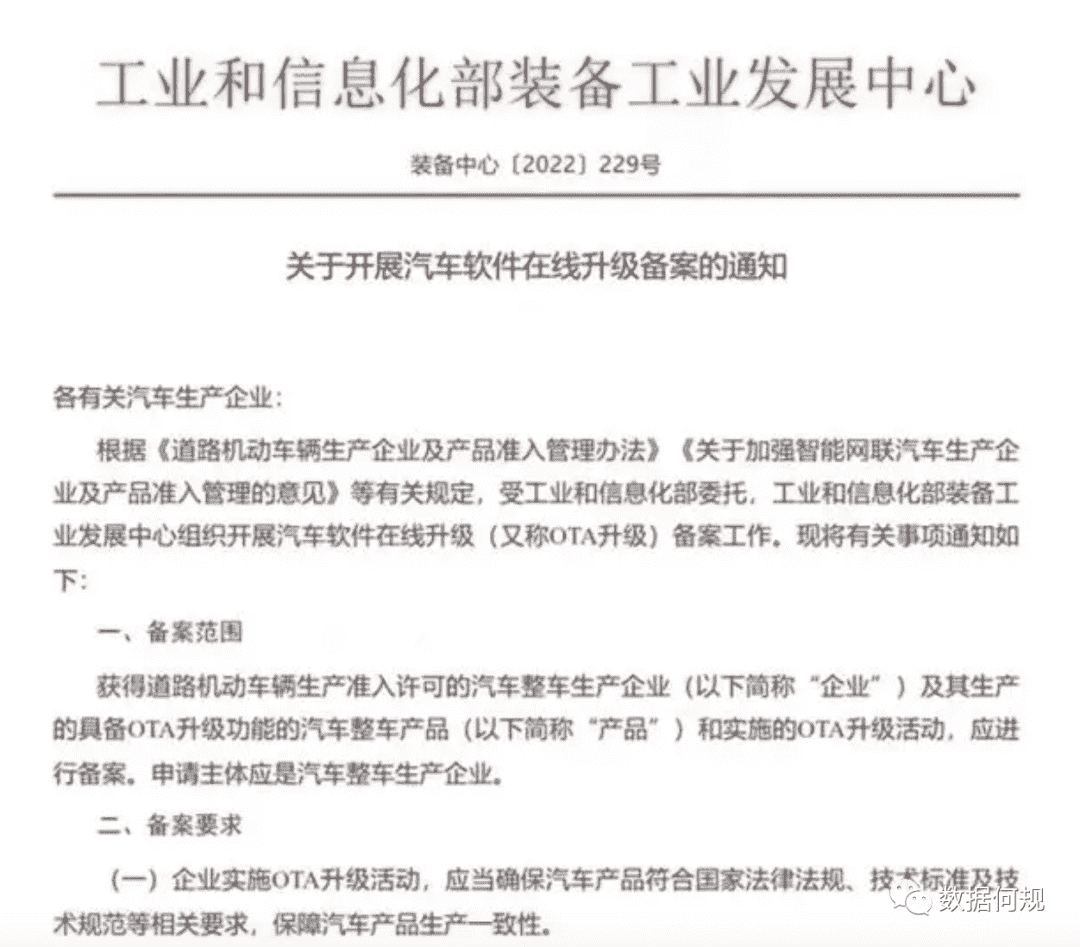 工业和信息化部装备工业发展中心
装备中心〔2022〕229号
关于开展汽车软件在线升级备案的通知
各有关汽车生产企业：
根据《道路机动车辆生产企业及产品准入管理办法》《关于加强智能网联汽车生产企
业及产品准入管理的意见》等有关规定，受工业和信息化部委托，工业和信息化部装备工
业发展中心组织开展汽车软件在线升级（又称OTA升级）备案工作。现将有关事项通知如
下：
一、备案范围
获得道路机动车辆生产准入许可的汽车整车生产企业（以下简称“企业”）及其生产
的具备OTA升级功能的汽车整车产品（以下简称“产品”）和实施的OTA升级活动，应进
行备案。申请主体应是汽车整车生产企业。
二、备案要求
（一）企业实施OTA升级活动，应当确保汽车产品符合国家法律法规、技术标准及技
术规范等相关要求，保障汽车产品生产一致性。
数据何规